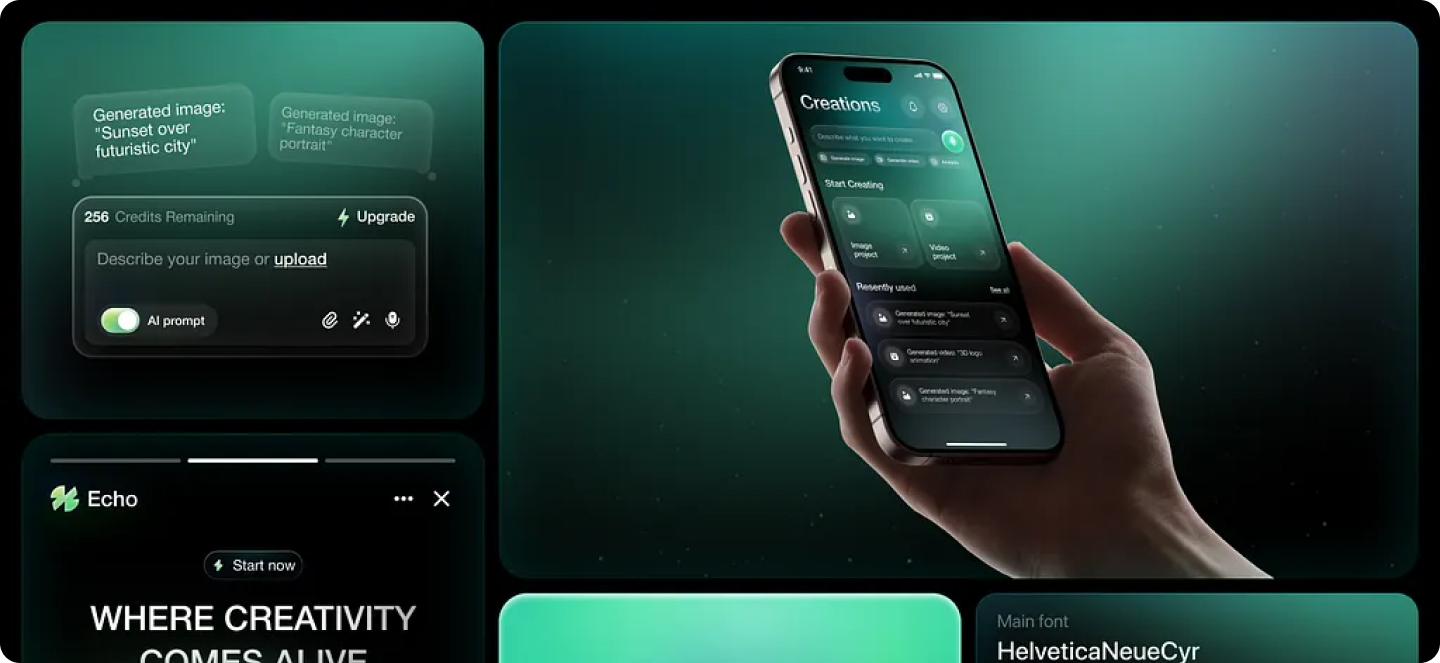 Generated image:
"Sunset over
futuristic city"
Generated image:
"Fantasy character
portrait"
256 Credits Remaining
Upgrade
Describe your image or upload
AI prompt
Echo
Start now
WHERE CREATIVITY
COMES ALIVE
9:41
Creations
Describe what you want to create...
Generate image
Generate video
Analysis
Start Creating
Image
project
Video
project
Recently used
See all
Generated image: "Sunset
over futuristic city"
Generated video: "3D logo
animation"
Generated image: "Fantasy
character portrait"
Main font
HelveticaNeueCyr